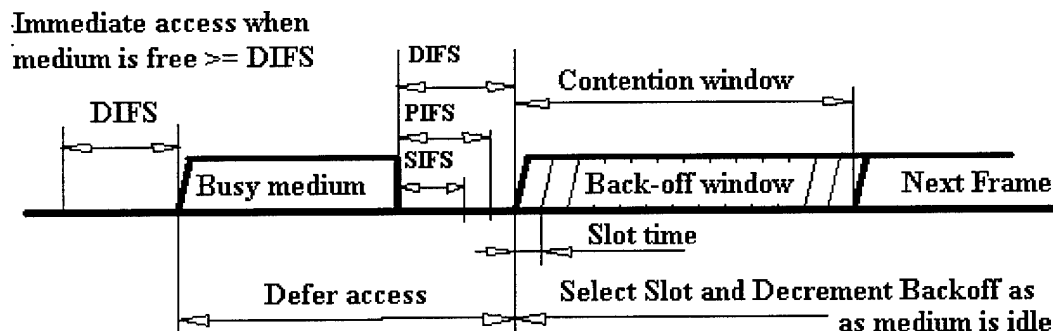 Immediate access when
medium is free >= DIFS
DIFS
DIFS
Contention window
PIFS
SIFS
Busy medium
Back-off window
Next Frame
Slot time
Defer access
Select Slot and Decrement Backoff as
as medium is idle